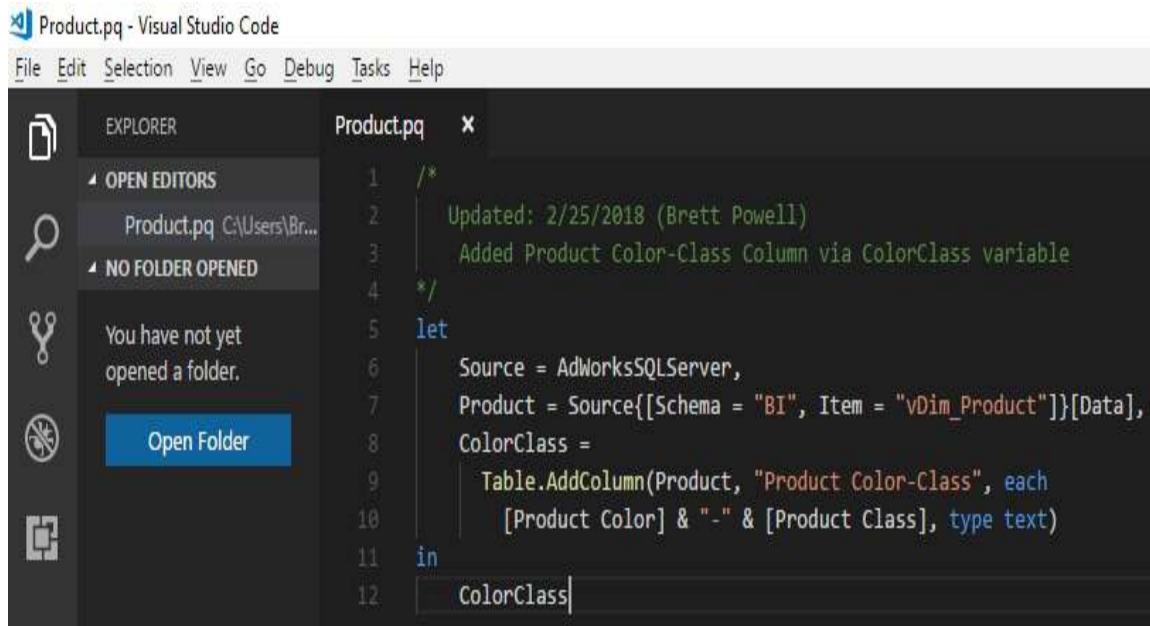 Product.pq - Visual Studio Code
File Edit Selection View Go Debug Tasks Help
EXPLORER
OPEN EDITORS
Product.pq C:\Users\Br...
NO FOLDER OPENED
You have not yet
opened a folder.
Open Folder
Product.pq ×
1 /*
2 Updated: 2/25/2018 (Brett Powell)
3 Added Product Color-Class Column via ColorClass variable
4 */
5 let
6 Source = AdWorksSQLServer,
7 Product = Source{[Schema = "BI", Item = "vDim_Product"]}[Data],
8 ColorClass =
9 Table.AddColumn(Product, "Product Color-Class", each
10 [Product Color] & "-" & [Product Class], type text)
11 in
12 ColorClass